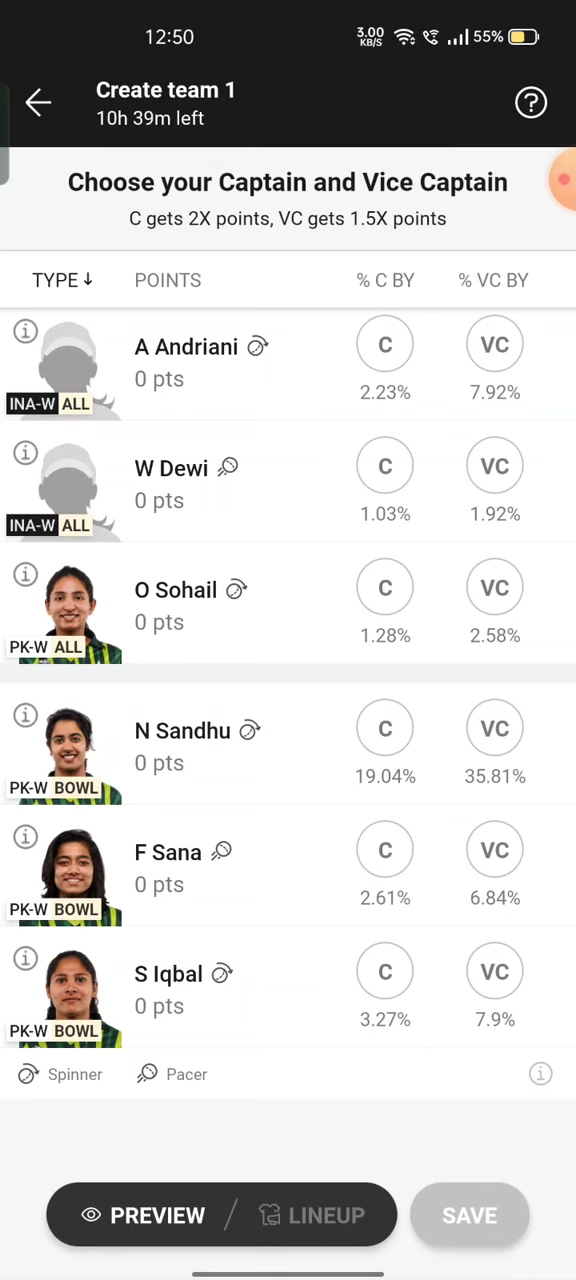 12:50 3.00 KB/S 55%
Create team 1
10h 39m left
Choose your Captain and Vice Captain
C gets 2X points, VC gets 1.5X points
TYPE POINTS % C BY % VC BY
A Andriani C VC
0 pts 2.23% 7.92%
INA-W ALL
W Dewi C VC
0 pts 1.03% 1.92%
INA-W ALL
O Sohail C VC
0 pts 1.28% 2.58%
PK-W ALL
N Sandhu C VC
0 pts 19.04% 35.81%
PK-W BOWL
F Sana C VC
0 pts 2.61% 6.84%
PK-W BOWL
S Iqbal C VC
0 pts 3.27% 7.9%
PK-W BOWL
Spinner Pacer
PREVIEW / LINEUP SAVE